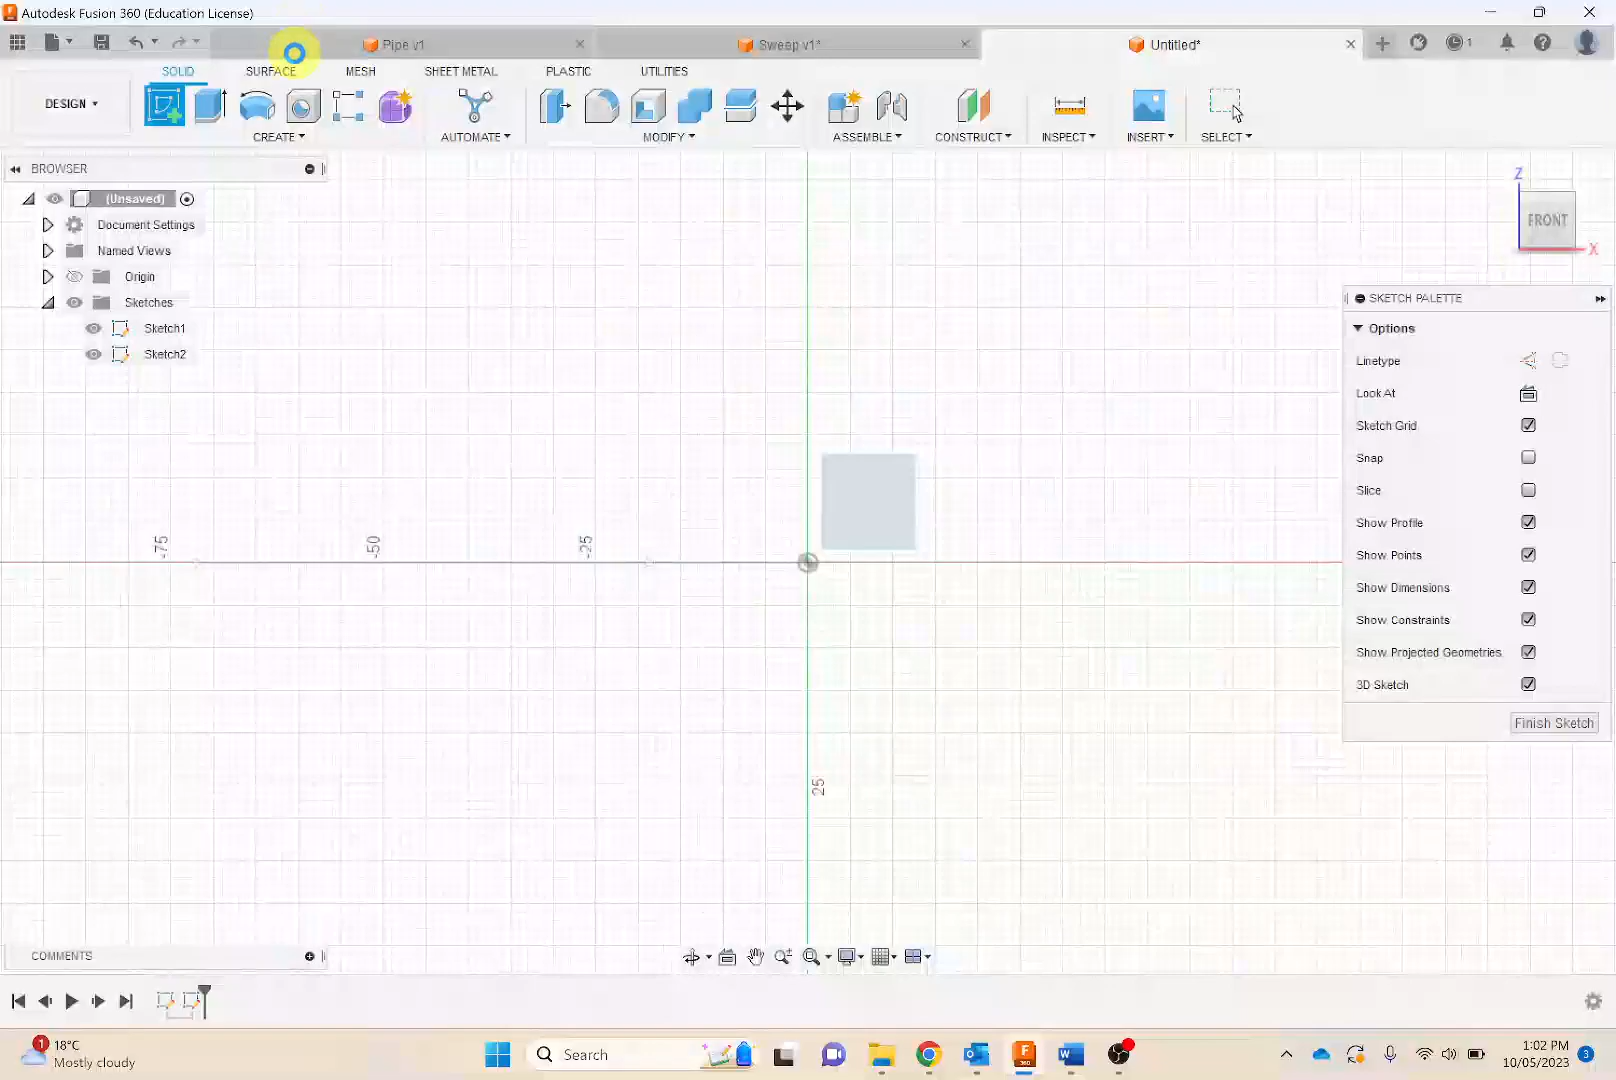 Autodesk Fusion 360 (Education License)
Pipe v1
Sweep v1*
Untitled*
1
DESIGN
SOLID
SURFACE
MESH
SHEET METAL
PLASTIC
UTILITIES
CREATE
AUTOMATE
MODIFY
ASSEMBLE
CONSTRUCT
INSPECT
INSERT
SELECT
BROWSER
(Unsaved)
Document Settings
Named Views
Origin
Sketches
Sketch1
Sketch2
Z
FRONT
X
SKETCH PALETTE
Options
Linetype
Look At
Sketch Grid
Snap
Slice
Show Profile
Show Points
Show Dimensions
Show Constraints
Show Projected Geometries
3D Sketch
Finish Sketch
-75
-50
-25
25
COMMENTS
1
18°C
Mostly cloudy
Search
F
360
W
1:02 PM
10/05/2023
3